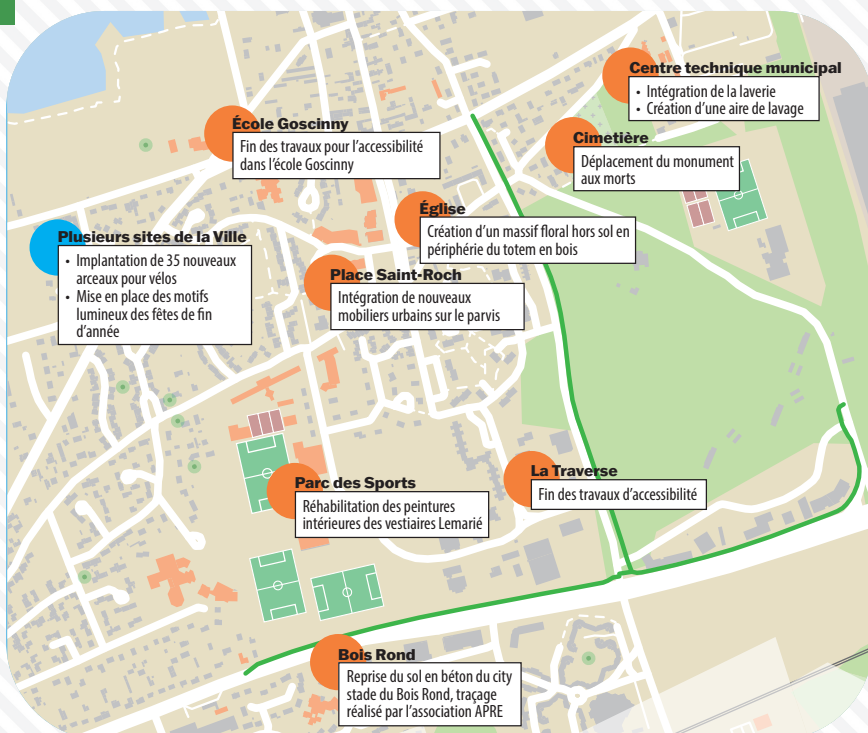 Centre technique municipal
• Intégration de la laverie
• Création d'une aire de lavage
École Goscinny
Fin des travaux pour l'accessibilité
dans l'école Goscinny
Cimetière
Déplacement du monument
aux morts
Église
Création d'un massif floral hors sol en
périphérie du totem en bois
Plusieurs sites de la Ville
• Implantation de 35 nouveaux
arceaux pour vélos
• Mise en place des motifs
lumineux des fêtes de fin
d'année
Place Saint-Roch
Intégration de nouveaux
mobiliers urbains sur le parvis
La Traverse
Fin des travaux d'accessibilité
Parc des Sports
Réhabilitation des peintures
intérieures des vestiaires Lemarié
Bois Rond
Reprise du sol en béton du city
stade du Bois Rond, traçage
réalisé par l'association APRE